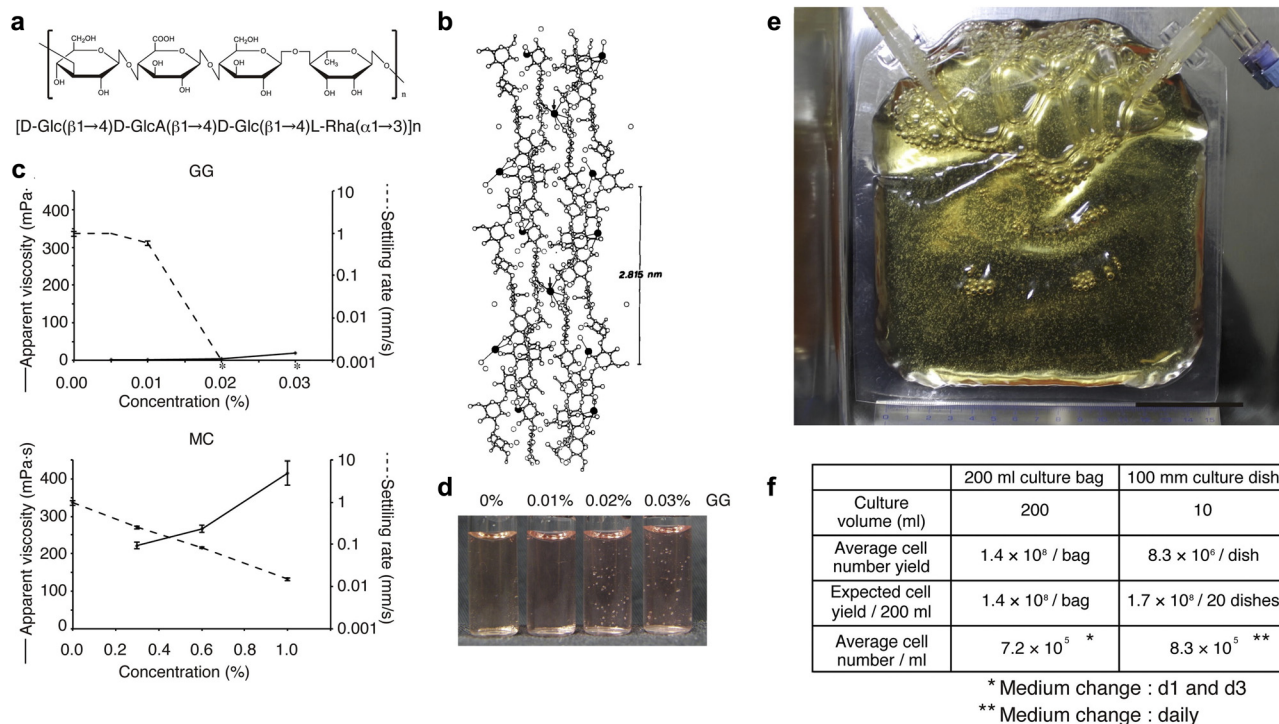 a
CH₂OH
COOH
CH₂OH
O
O
O
O
O
O
O
O
OH
OH
OH
OH
OH
OH
OH
OH
CH₃
OH
OH
n
[D-Glc(β1→4)D-GlcA(β1→4)D-Glc(β1→4)L-Rha(α1→3)]n
b
2.815 nm
c
GG
Apparent viscosity (mPa·
400
300
200
100
0
10
1
0.1
0.01
0.001
Settiling rate (mm/s)
0.00 0.01 0.02 0.03
* *
Concentration (%)
MC
Apparent viscosity (mPa·s)
400
300
200
100
0
10
1
0.1
0.01
0.001
Settiling rate (mm/s)
0.0 0.2 0.4 0.6 0.8 1.0
Concentration (%)
d
0% 0.01% 0.02% 0.03% GG
e
f
200 ml culture bag 100 mm culture dish
Culture volume (ml) 200 10
Average cell number yield 1.4 × 10⁸ / bag 8.3 × 10⁶ / dish
Expected cell yield / 200 ml 1.4 × 10⁸ / bag 1.7 × 10⁸ / 20 dishes
Average cell number / ml 7.2 × 10⁵ * 8.3 × 10⁵ **
* Medium change : d1 and d3
** Medium change : daily